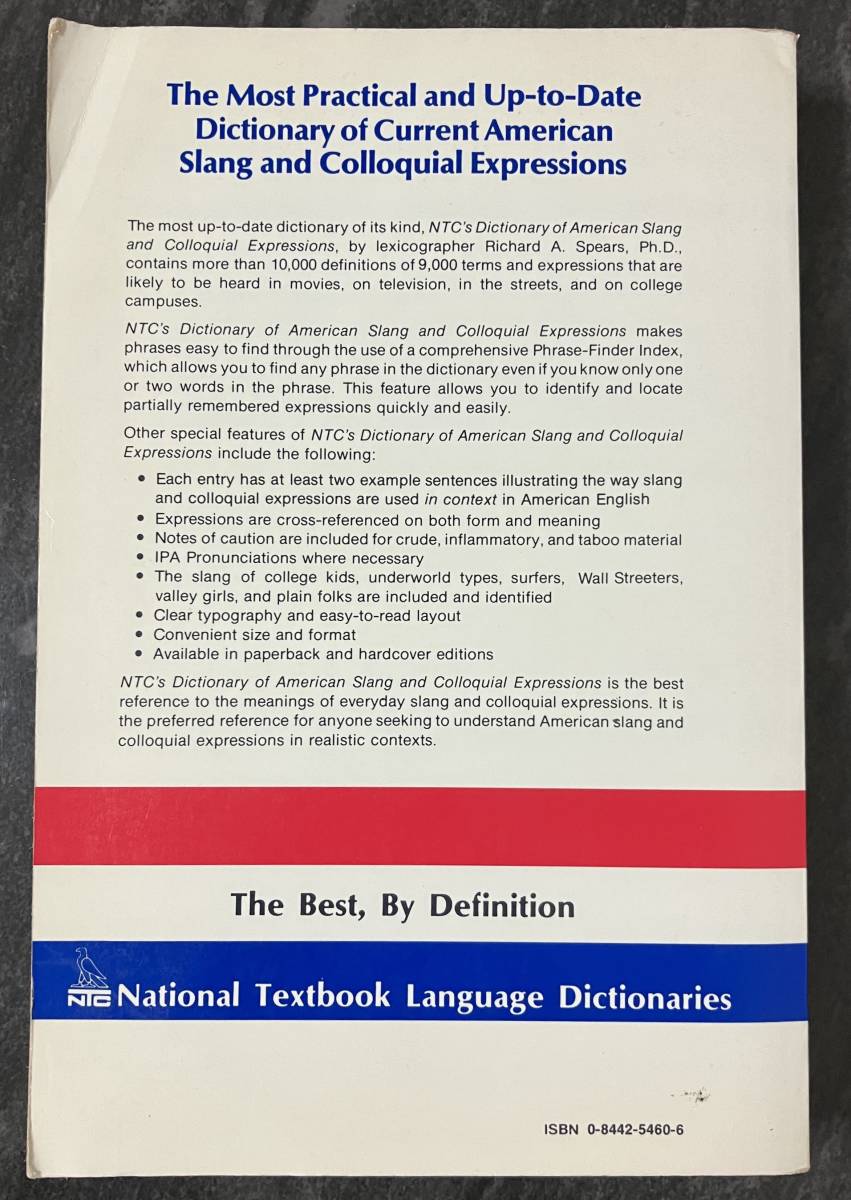 The Most Practical and Up-to-Date
Dictionary of Current American
Slang and Colloquial Expressions
The most up-to-date dictionary of its kind, NTC's Dictionary of American Slang
and Colloquial Expressions, by lexicographer Richard A. Spears, Ph.D.,
contains more than 10,000 definitions of 9,000 terms and expressions that are
likely to be heard in movies, on television, in the streets, and on college
campuses.
NTC's Dictionary of American Slang and Colloquial Expressions makes
phrases easy to find through the use of a comprehensive Phrase-Finder Index,
which allows you to find any phrase in the dictionary even if you know only one
or two words in the phrase. This feature allows you to identify and locate
partially remembered expressions quickly and easily.
Other special features of NTC's Dictionary of American Slang and Colloquial
Expressions include the following:
• Each entry has at least two example sentences illustrating the way slang
and colloquial expressions are used in context in American English
• Expressions are cross-referenced on both form and meaning
• Notes of caution are included for crude, inflammatory, and taboo material
• IPA Pronunciations where necessary
• The slang of college kids, underworld types, surfers, Wall Streeters,
valley girls, and plain folks are included and identified
• Clear typography and easy-to-read layout
• Convenient size and format
• Available in paperback and hardcover editions
NTC's Dictionary of American Slang and Colloquial Expressions is the best
reference to the meanings of everyday slang and colloquial expressions. It is
the preferred reference for anyone seeking to understand American slang and
colloquial expressions in realistic contexts.
The Best, By Definition
NTC National Textbook Language Dictionaries
ISBN 0-8442-5460-6